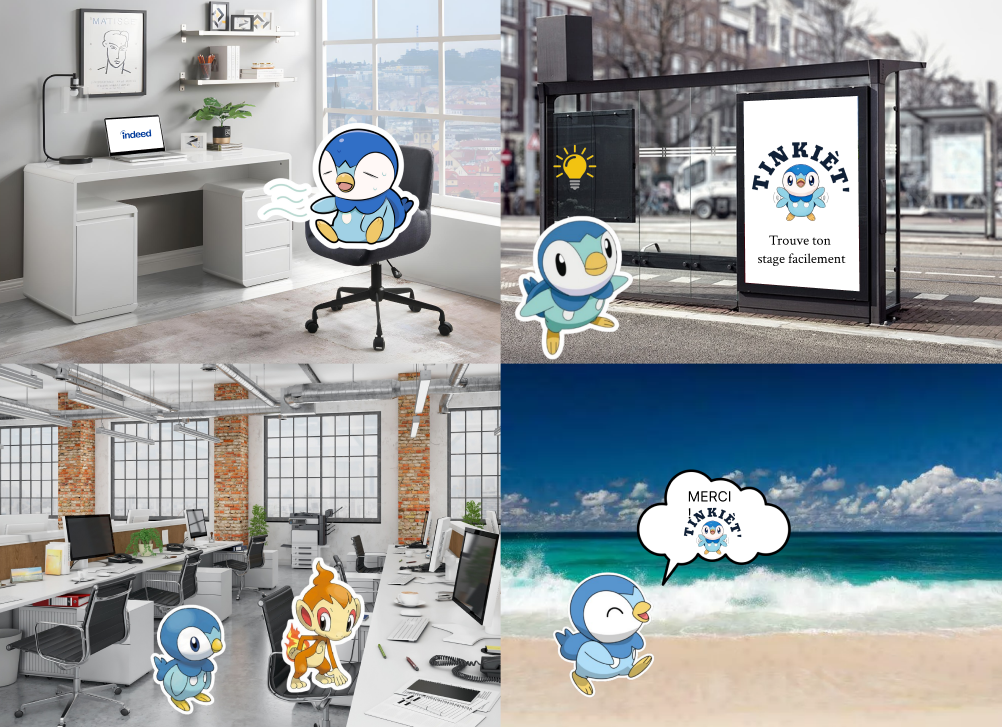 "MATISSE"
indeed
TINKIÈT'
Trouve ton
stage facilement
MERCI
TINKIÈT'